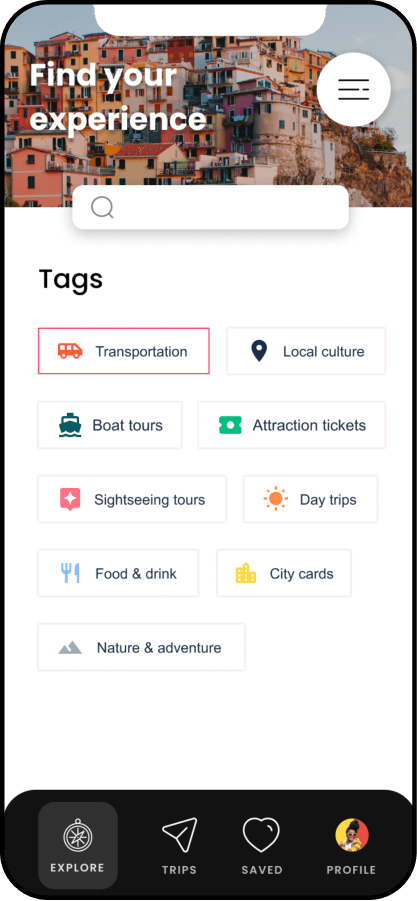 Find your
experience
Tags
Transportation
Local culture
Boat tours
Attraction tickets
Sightseeing tours
Day trips
Food & drink
City cards
Nature & adventure
EXPLORE
TRIPS
SAVED
PROFILE